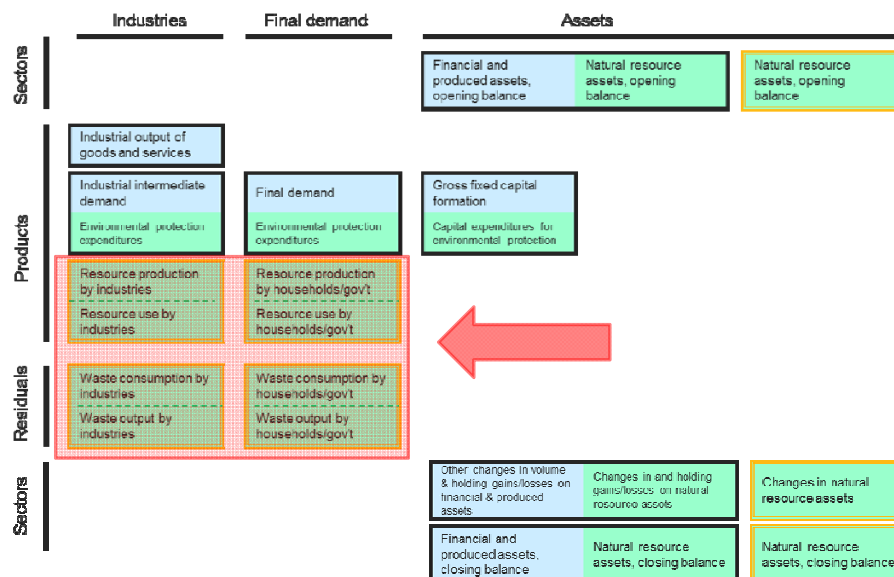 Industries
Final demand
Assets
Sectors
Financial and
produced assets,
opening balance
Natural resource
assets, opening
balance
Natural resource
assets, opening
balance
Products
Industrial output of
goods and services
Industrial intermediate
demand
Environmental protection
expenditures
Final demand
Environmental protection
expenditures
Gross fixed capital
formation
Capital expenditures for
environmental protection
Resource production
by industries
Resource use by
industries
Resource production
by households/gov't
Resource use by
households/gov't
Residuals
Waste consumption by
industries
Waste output by
industries
Waste consumption by
households/gov't
Waste output by
households/gov't
Sectors
Other changes in volume
& holding gains/losses on
financial & produced
assets
Changes in and holding
gains/losses on natural
resource assets
Changes in natural
resource assets
Financial and
produced assets,
closing balance
Natural resource
assets, closing balance
Natural resource
assets, closing balance